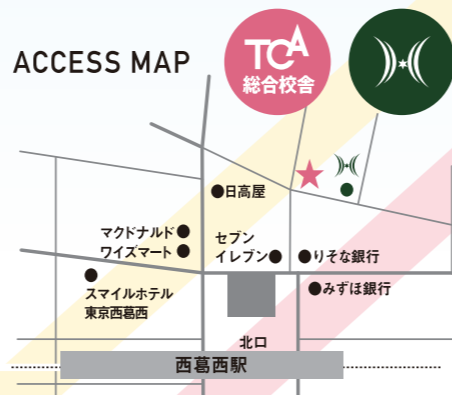 ACCESS MAP
TCA
総合校舎
●日高屋
マクドナルド●
ワイズマート●
セブン
イレブン●
●りそな銀行
●みずほ銀行
スマイルホテル
東京西葛西
北口
西葛西駅